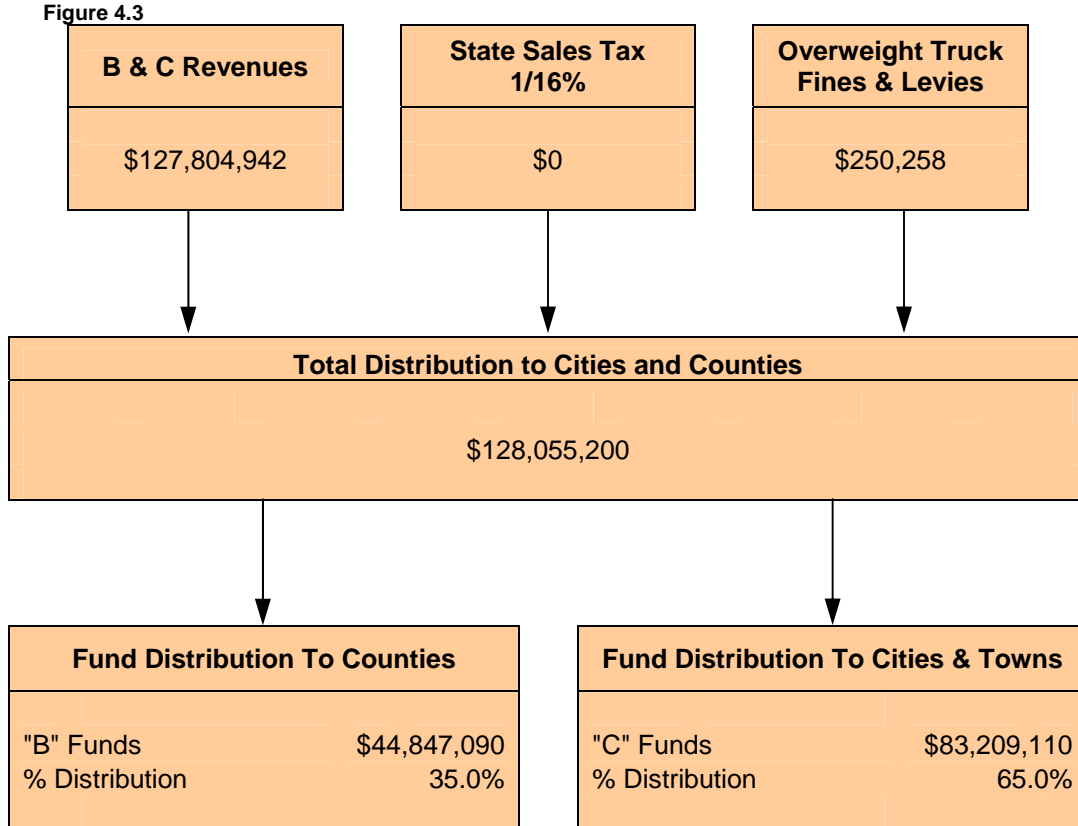 Figure 4.3
B & C Revenues
$127,804,942
State Sales Tax
1/16%
$0
Overweight Truck
Fines & Levies
$250,258
Total Distribution to Cities and Counties
$128,055,200
Fund Distribution To Counties
"B" Funds $44,847,090
% Distribution 35.0%
Fund Distribution To Cities & Towns
"C" Funds $83,209,110
% Distribution 65.0%